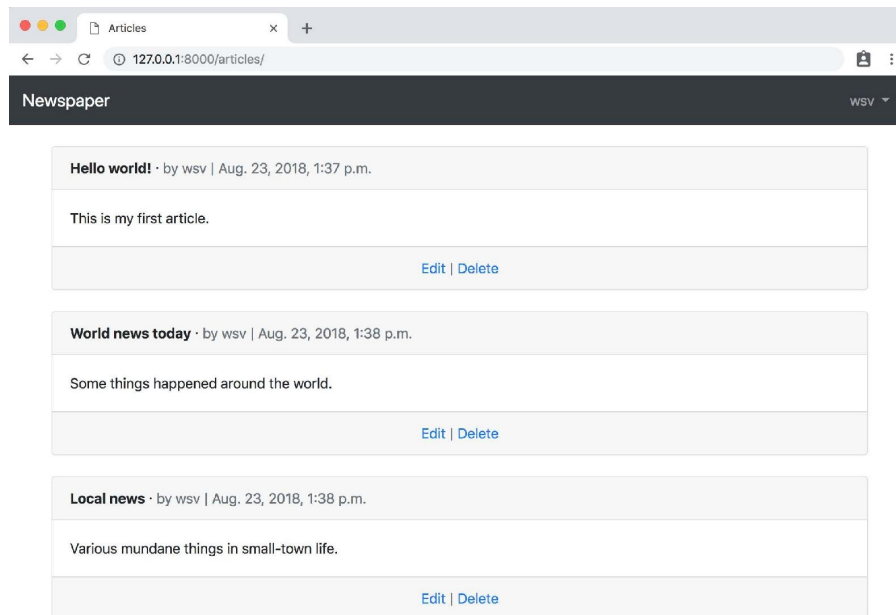 Articles
127.0.0.1:8000/articles/
Newspaper wsv
Hello world! · by wsv | Aug. 23, 2018, 1:37 p.m.
This is my first article.
Edit | Delete
World news today · by wsv | Aug. 23, 2018, 1:38 p.m.
Some things happened around the world.
Edit | Delete
Local news · by wsv | Aug. 23, 2018, 1:38 p.m.
Various mundane things in small-town life.
Edit | Delete